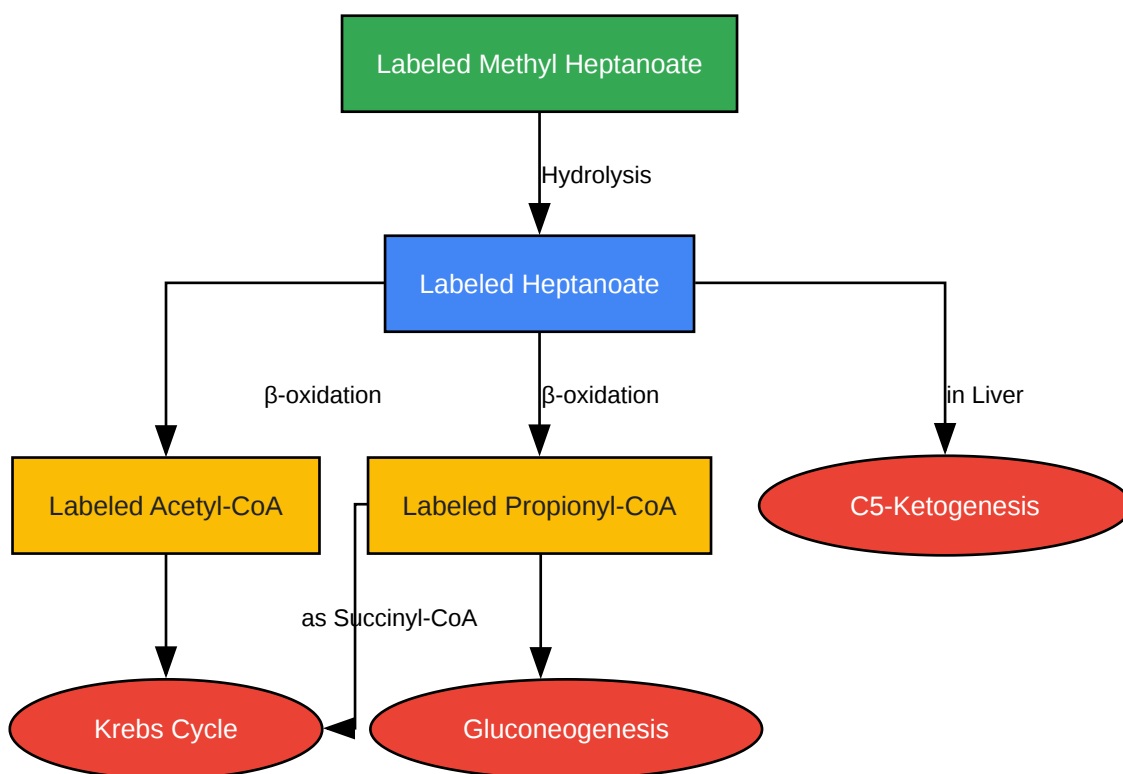 Labeled Methyl Heptanoate
Hydrolysis
Labeled Heptanoate
β-oxidation
β-oxidation
in Liver
Labeled Acetyl-CoA
Labeled Propionyl-CoA
C5-Ketogenesis
as Succinyl-CoA
Krebs Cycle
Gluconeogenesis